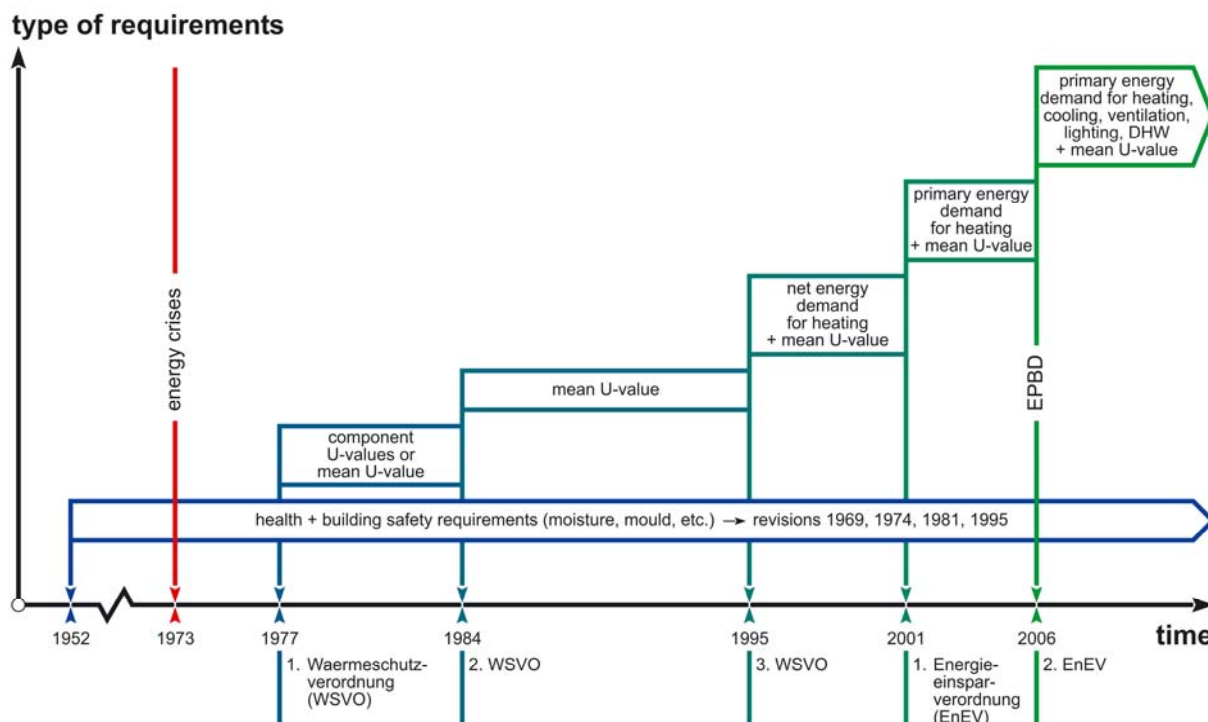 type of requirements
primary energy
demand for heating,
cooling, ventilation,
lighting, DHW
+ mean U-value
primary energy
demand
for heating
+ mean U-value
net energy
demand
for heating
+ mean U-value
energy crises
EPBD
mean U-value
component
U-values or
mean U-value
health + building safety requirements (moisture, mould, etc.) → revisions 1969, 1974, 1981, 1995
1952
1973
1977
1984
1995
2001
2006
time
1. Waermeschutz-
verordnung
(WSVO)
2. WSVO
3. WSVO
1. Energie-
einspar-
verordnung
(EnEV)
2. EnEV